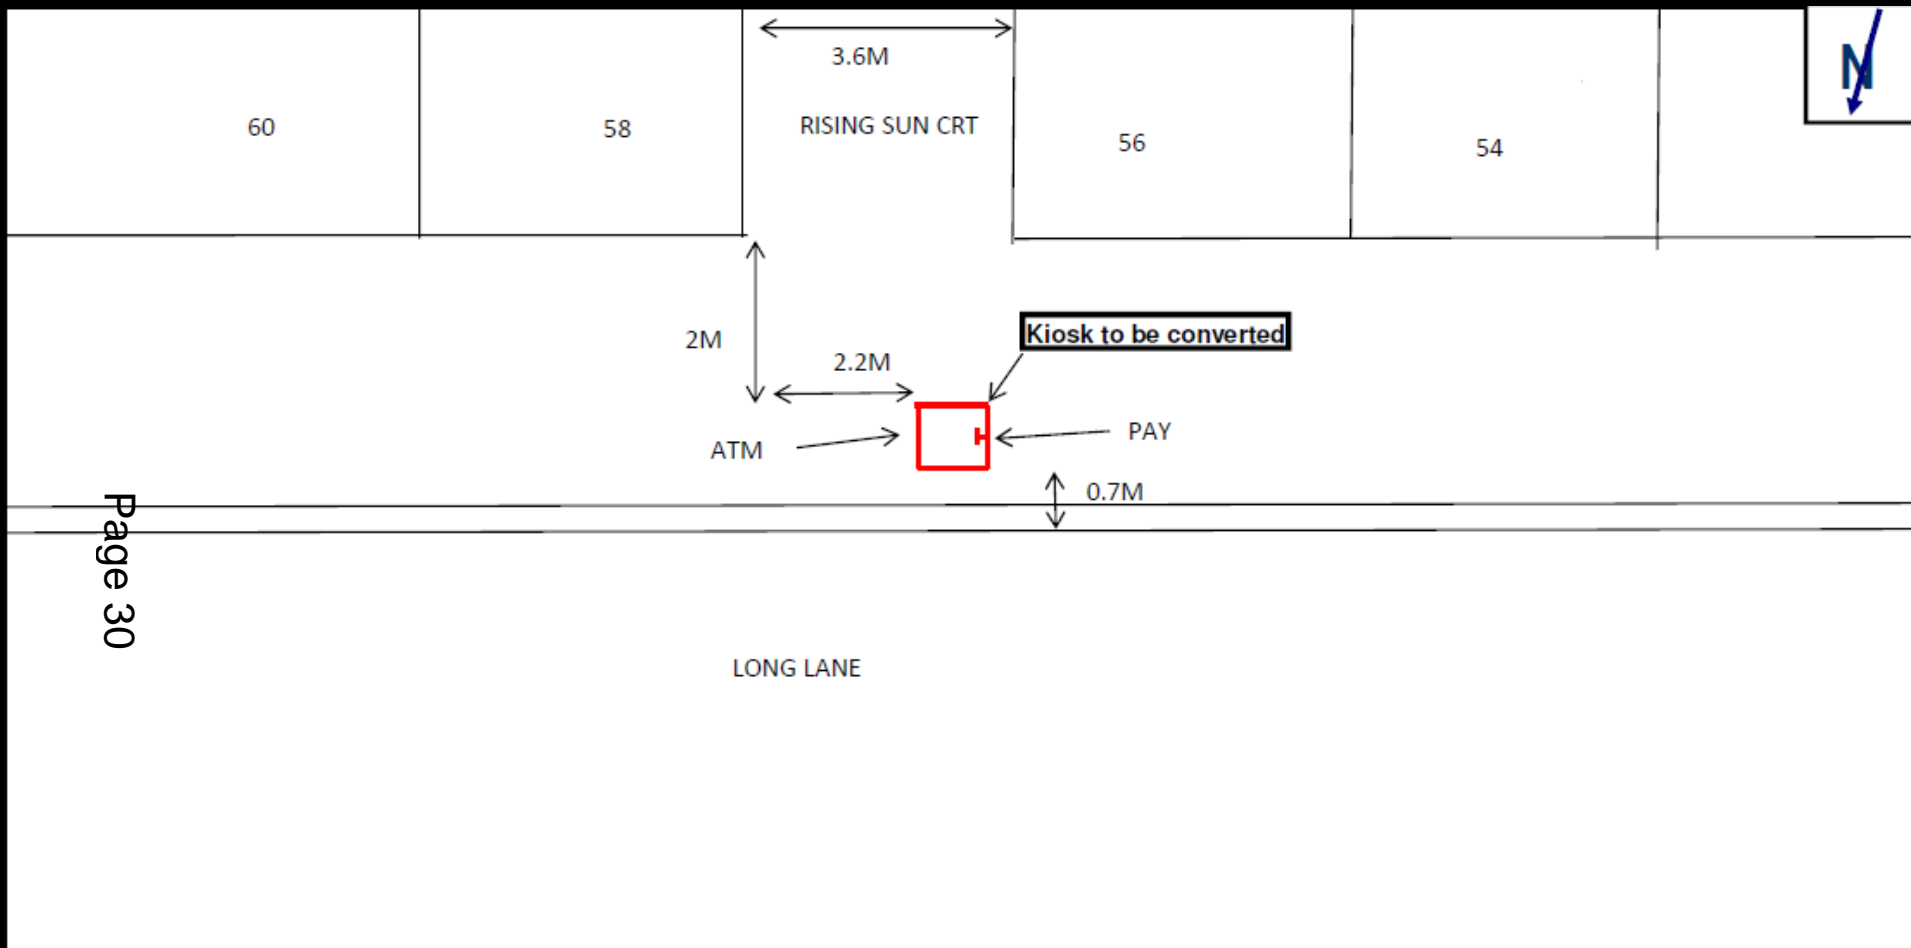 3.6M
N
60
58
RISING SUN CRT
56
54
2M
2.2M
Kiosk to be converted
ATM
PAY
0.7M
Page 30
LONG LANE